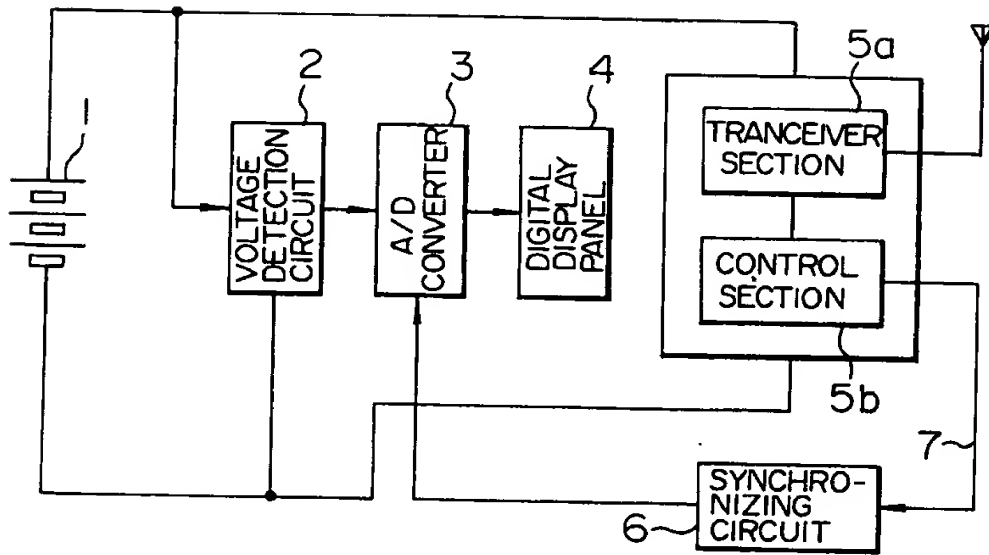 1
2
VOLTAGE
DETECTION
CIRCUIT
3
A/D
CONVERTER
4
DIGITAL
DISPLAY
PANEL
5a
TRANCEIVER
SECTION
CONTROL
SECTION
5b
7
SYNCHRO-
NIZING
CIRCUIT
6